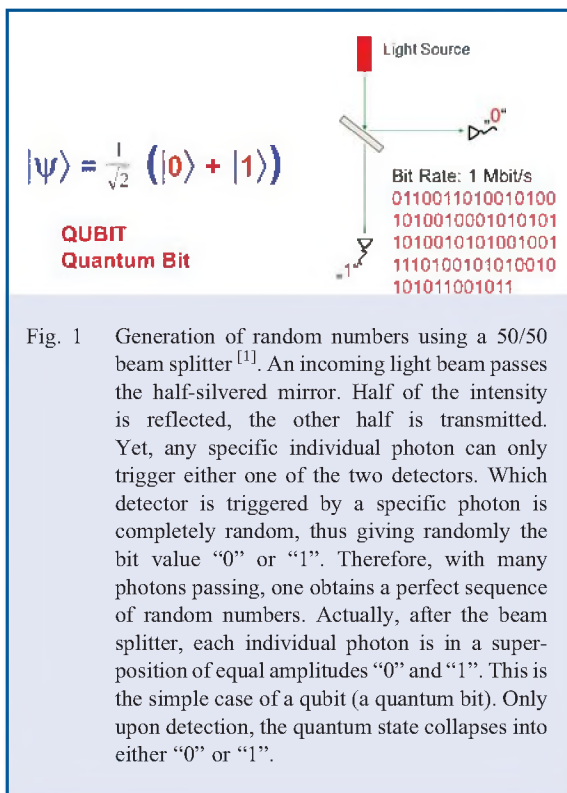 Light Source
„0“
|ψ⟩ = 1/√2 (|0⟩ + |1⟩)
Bit Rate: 1 Mbit/s
0110011010010100
1010010001010101
1010010101001001
1110100101010010
101011001011
QUBIT
Quantum Bit
„1“
Fig. 1 Generation of random numbers using a 50/50
beam splitter [1]. An incoming light beam passes
the half-silvered mirror. Half of the intensity
is reflected, the other half is transmitted.
Yet, any specific individual photon can only
trigger either one of the two detectors. Which
detector is triggered by a specific photon is
completely random, thus giving randomly the
bit value “0” or “1”. Therefore, with many
photons passing, one obtains a perfect sequence
of random numbers. Actually, after the beam
splitter, each individual photon is in a super-
position of equal amplitudes “0” and “1”. This is
the simple case of a qubit (a quantum bit). Only
upon detection, the quantum state collapses into
either “0” or “1”.